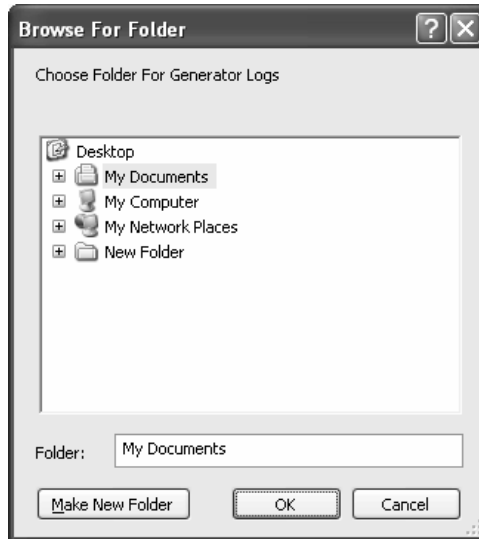 Browse For Folder
Choose Folder For Generator Logs
Desktop
My Documents
My Computer
My Network Places
New Folder
Folder: My Documents
Make New Folder OK Cancel